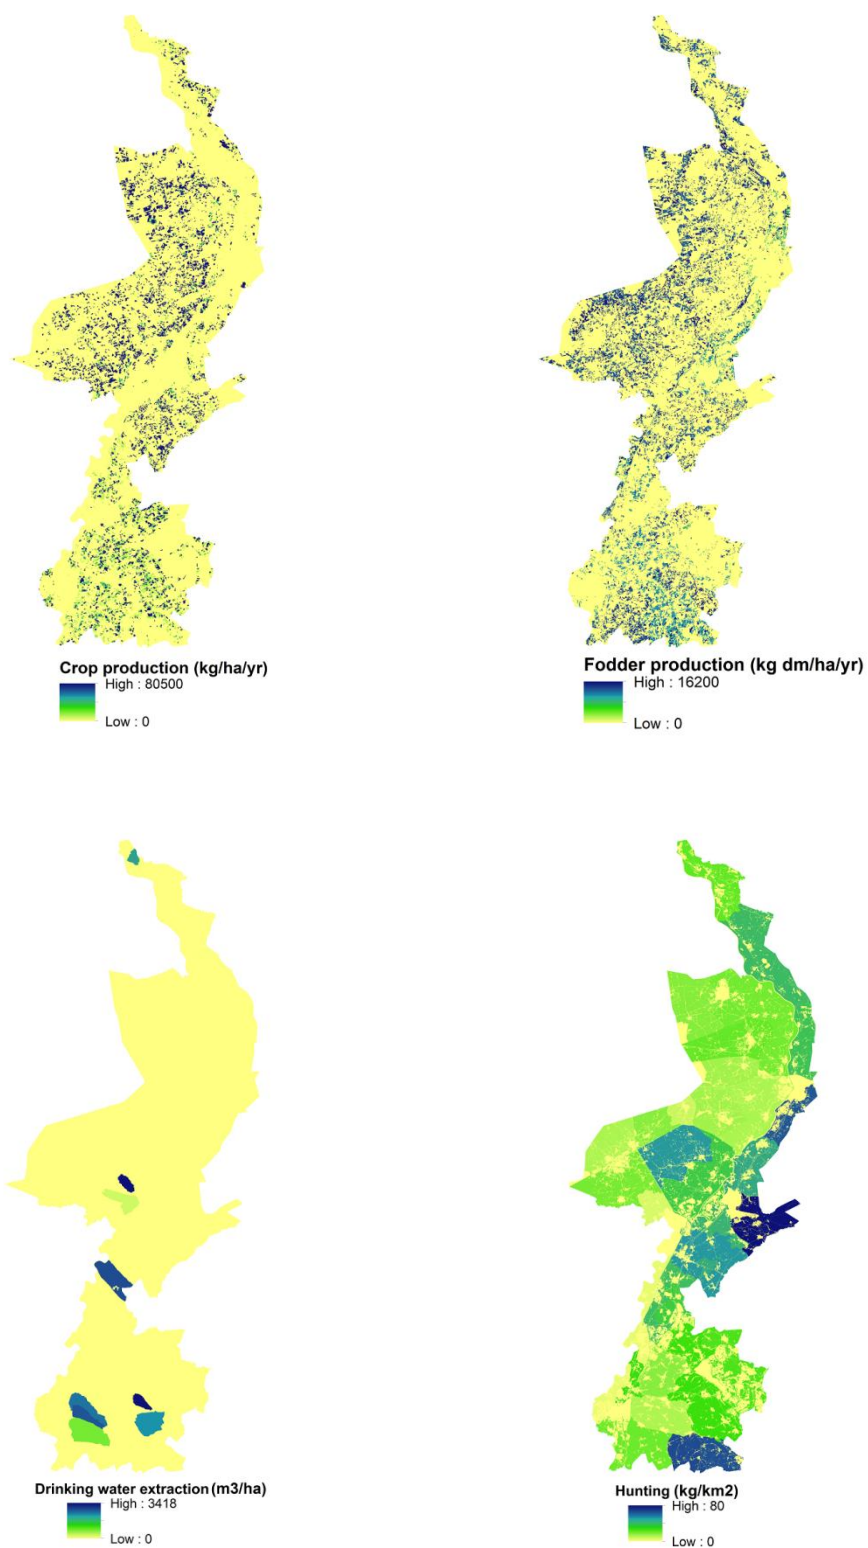 Crop production (kg/ha/yr)
High : 80500
Low : 0
Fodder production (kg dm/ha/yr)
High : 16200
Low : 0
Drinking water extraction (m3/ha)
High : 3418
Low : 0
Hunting (kg/km2)
High : 80
Low : 0